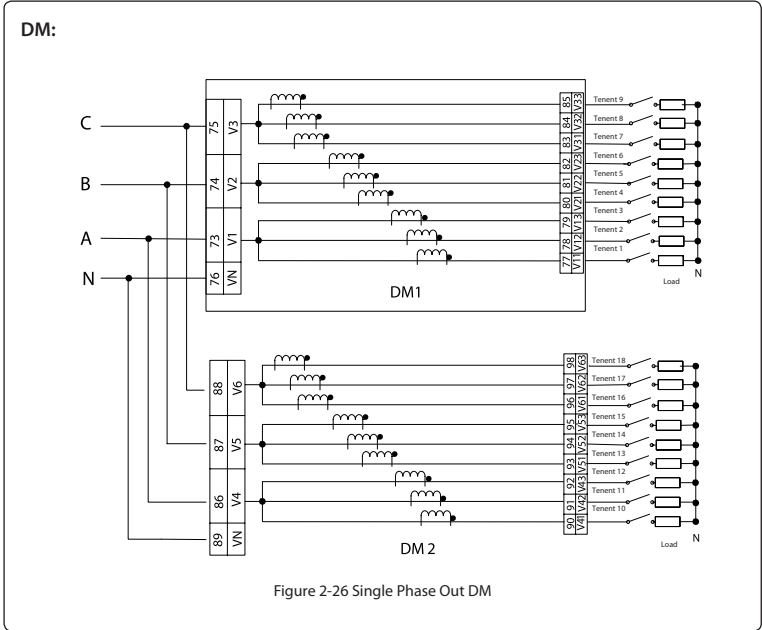 DM:
C
B
A
N
75 V3
74 V2
73 V1
76 VN
85 V33 Tenent 9
84 V32 Tenent 8
83 V31 Tenent 7
82 V23 Tenent 6
81 V22 Tenent 5
80 V21 Tenent 4
79 V13 Tenent 3
78 V12 Tenent 2
77 V11 Tenent 1
N
Load
DM1
88 V6
87 V5
86 V4
89 VN
98 V63 Tenent 18
97 V62 Tenent 17
96 V61 Tenent 16
95 V53 Tenent 15
94 V52 Tenent 14
93 V51 Tenent 13
92 V43 Tenent 12
91 V42 Tenent 11
90 V41 Tenent 10
N
Load
DM 2
Figure 2-26 Single Phase Out DM